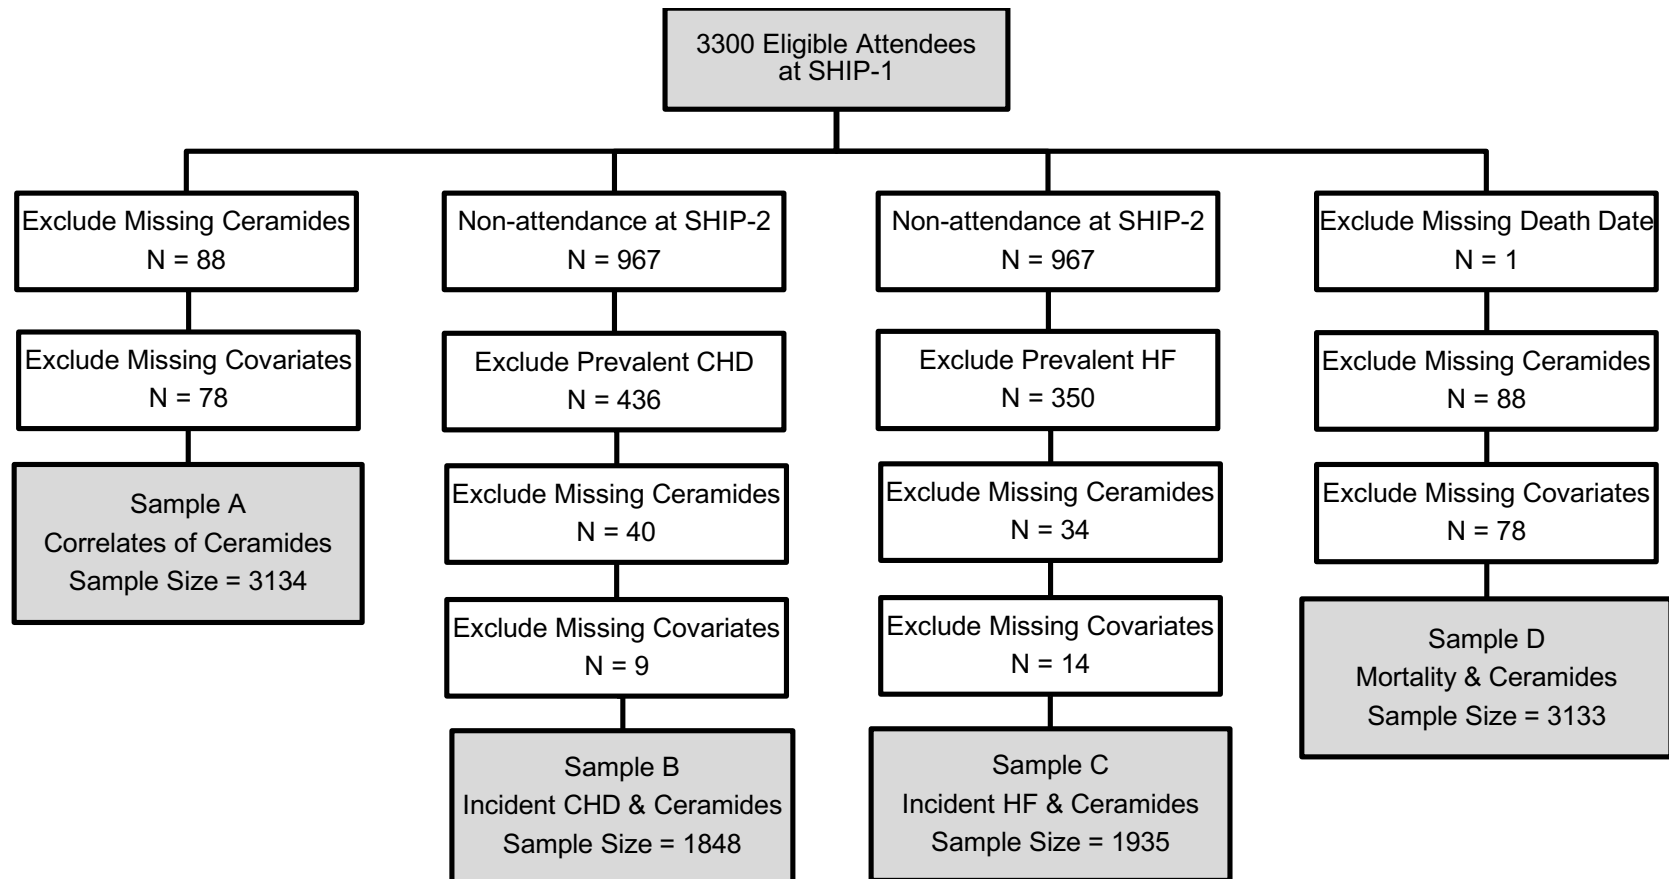 3300 Eligible Attendees
at SHIP-1
Exclude Missing Ceramides
N = 88
Exclude Missing Covariates
N = 78
Sample A
Correlates of Ceramides
Sample Size = 3134
Non-attendance at SHIP-2
N = 967
Exclude Prevalent CHD
N = 436
Exclude Missing Ceramides
N = 40
Exclude Missing Covariates
N = 9
Sample B
Incident CHD & Ceramides
Sample Size = 1848
Non-attendance at SHIP-2
N = 967
Exclude Prevalent HF
N = 350
Exclude Missing Ceramides
N = 34
Exclude Missing Covariates
N = 14
Sample C
Incident HF & Ceramides
Sample Size = 1935
Exclude Missing Death Date
N = 1
Exclude Missing Ceramides
N = 88
Exclude Missing Covariates
N = 78
Sample D
Mortality & Ceramides
Sample Size = 3133